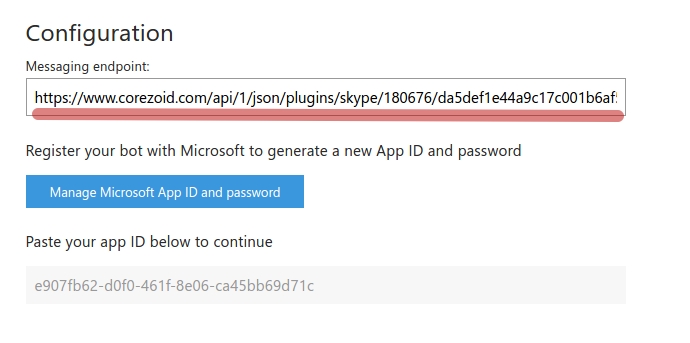 Configuration
Messaging endpoint:
https://www.corezoid.com/api/1/json/plugins/skype/180676/da5def1e44a9c17c001b6af
Register your bot with Microsoft to generate a new App ID and password
Manage Microsoft App ID and password
Paste your app ID below to continue
e907fb62-d0f0-461f-8e06-ca45bb69d71c